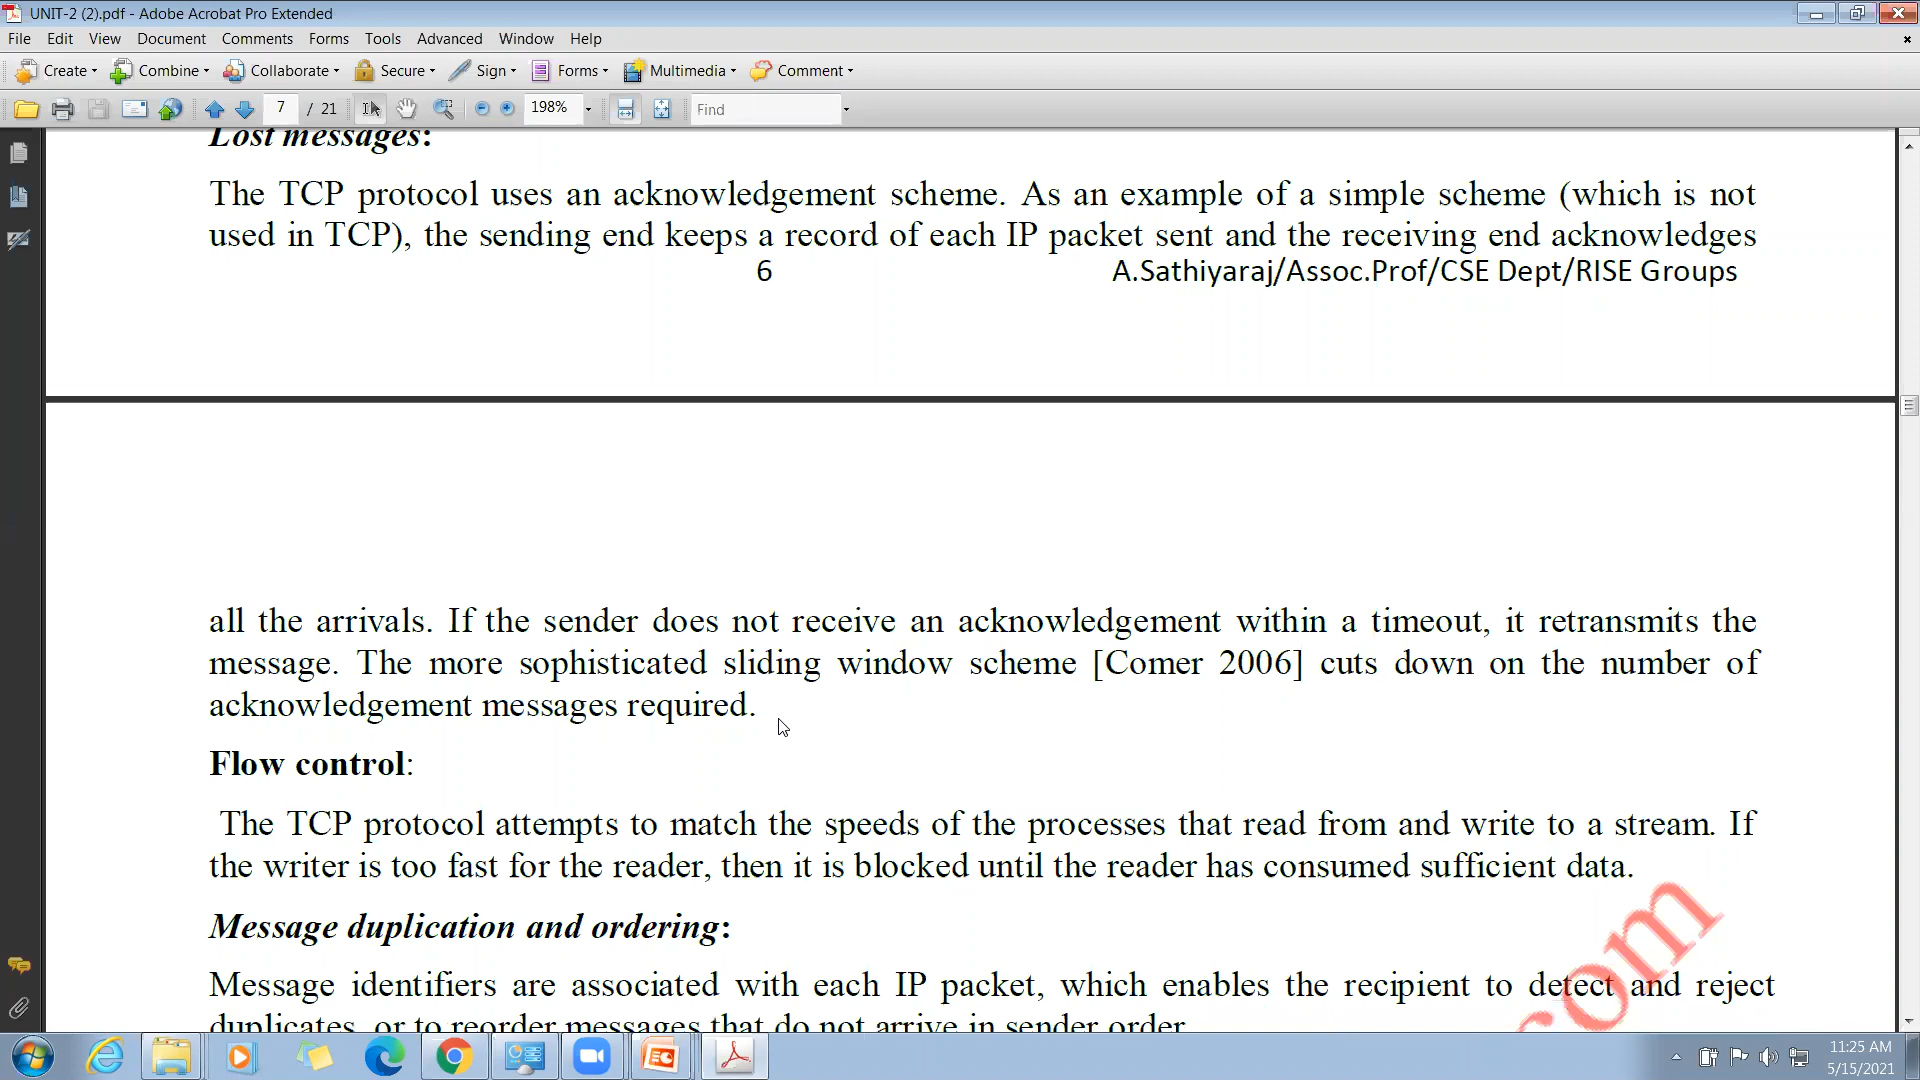 UNIT-2 (2).pdf - Adobe Acrobat Pro Extended
File Edit View Document Comments Forms Tools Advanced Window Help
Create Combine Collaborate Secure Sign Forms Multimedia Comment
7 / 21 198% Find
Lost messages:
The TCP protocol uses an acknowledgement scheme. As an example of a simple scheme (which is not
used in TCP), the sending end keeps a record of each IP packet sent and the receiving end acknowledges
6 A.Sathiyaraj/Assoc.Prof/CSE Dept/RISE Groups
all the arrivals. If the sender does not receive an acknowledgement within a timeout, it retransmits the
message. The more sophisticated sliding window scheme [Comer 2006] cuts down on the number of
acknowledgement messages required.
Flow control:
The TCP protocol attempts to match the speeds of the processes that read from and write to a stream. If
the writer is too fast for the reader, then it is blocked until the reader has consumed sufficient data.
Message duplication and ordering:
Message identifiers are associated with each IP packet, which enables the recipient to detect and reject
duplicates, or to reorder messages that do not arrive in sender order.
com
11:25 AM
5/15/2021